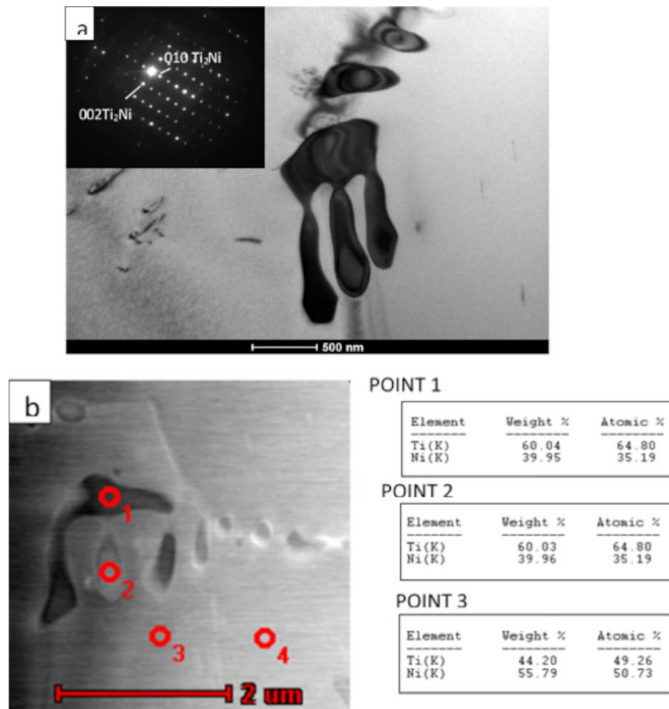 a
010 Ti₂Ni
002Ti₂Ni
500 nm
b
1
2
3
4
2 um
POINT 1
Element Weight % Atomic %
Ti(K) 60.04 64.80
Ni(K) 39.95 35.19
POINT 2
Element Weight % Atomic %
Ti(K) 60.03 64.80
Ni(K) 39.96 35.19
POINT 3
Element Weight % Atomic %
Ti(K) 44.20 49.26
Ni(K) 55.79 50.73